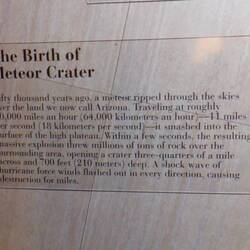 he Birth of
Meteor Crater
fty thousand years ago, a meteor ripped through the skies
ver the land we now call Arizona. Traveling at roughly
0,000 miles an hour (64,000 kilometers an hour)—11 miles
er second (18 kilometers per second)—it smashed into the
urface of the high plateau. Within a few seconds, the resulting
massive explosion threw millions of tons of rock over the
urrounding area, opening a crater three-quarters of a mile
across and 700 feet (210 meters) deep. A shock wave of
hurricane force winds flashed out in every direction, causing
destruction for miles.